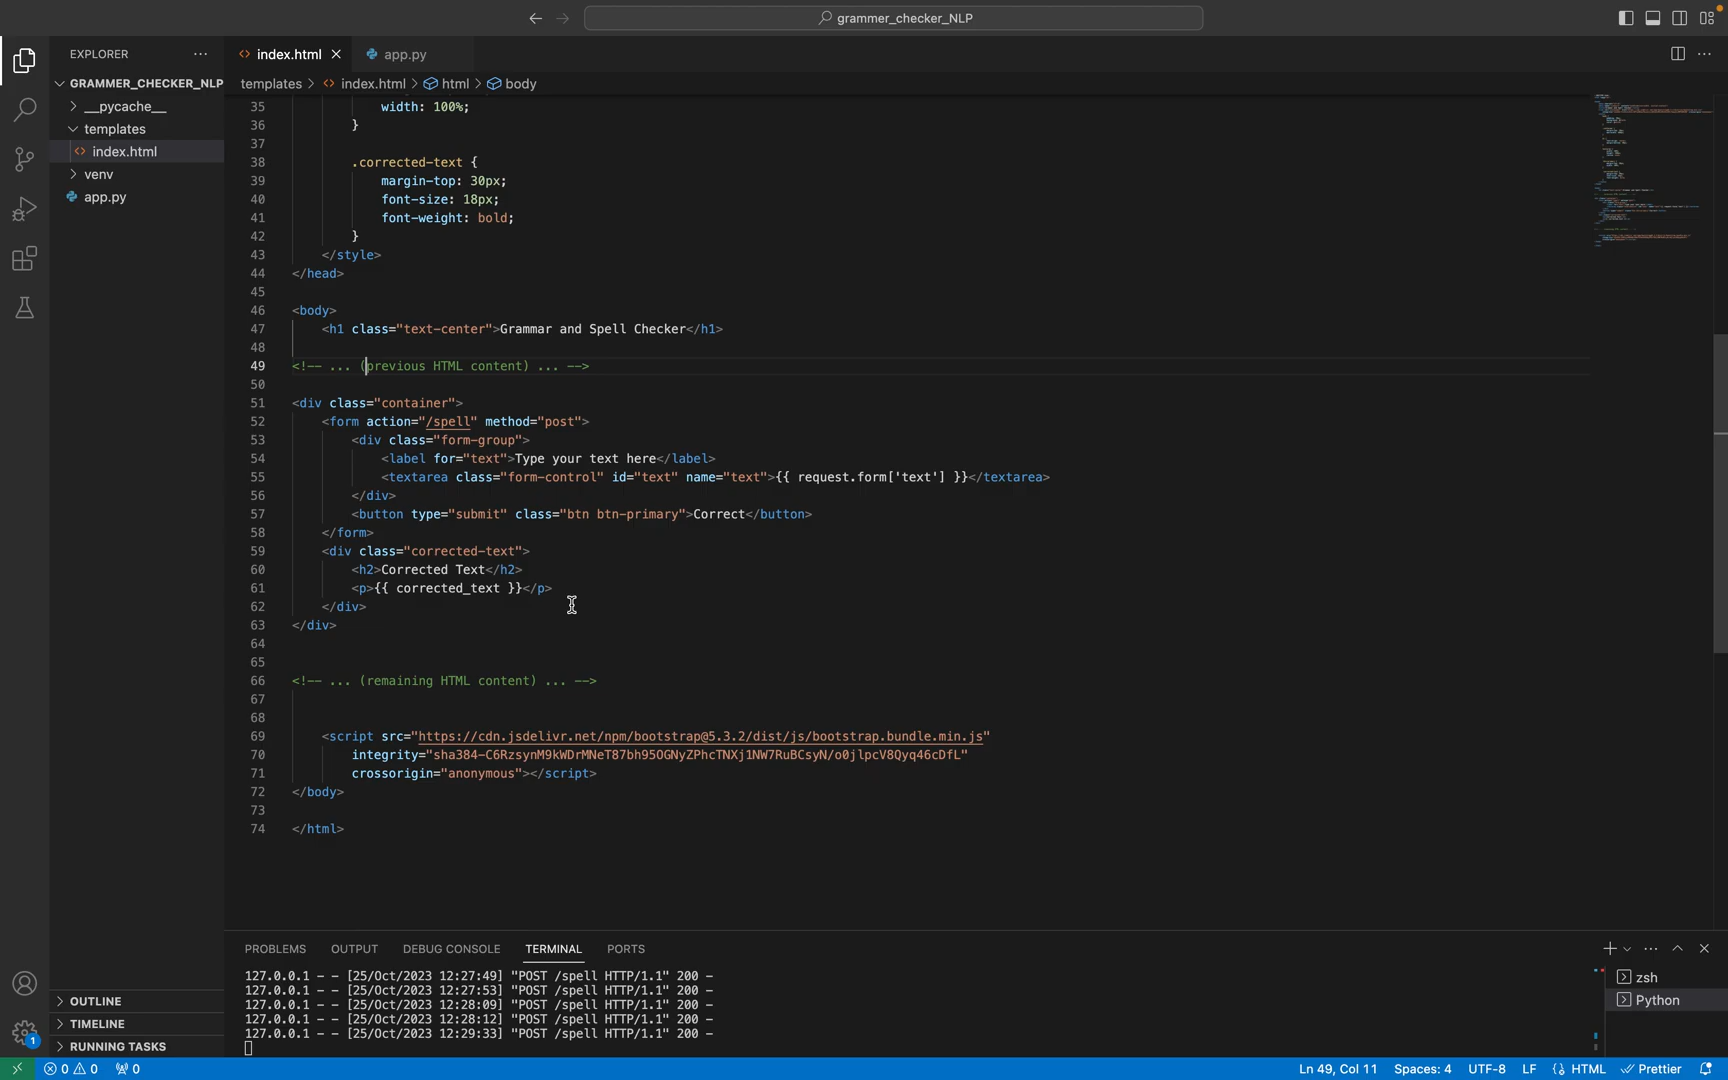 grammer_checker_NLP
EXPLORER
GRAMMER_CHECKER_NLP
__pycache__
templates
index.html
venv
app.py
OUTLINE
TIMELINE
RUNNING TASKS
index.html
app.py
templates > index.html > html > body
35 width: 100%;
36 }
37
38 .corrected-text {
39 margin-top: 30px;
40 font-size: 18px;
41 font-weight: bold;
42 }
43 </style>
44 </head>
45
46 <body>
47 <h1 class="text-center">Grammar and Spell Checker</h1>
48
49 <!-- ... (previous HTML content) ... -->
50
51 <div class="container">
52 <form action="/spell" method="post">
53 <div class="form-group">
54 <label for="text">Type your text here</label>
55 <textarea class="form-control" id="text" name="text">{{ request.form['text'] }}</textarea>
56 </div>
57 <button type="submit" class="btn btn-primary">Correct</button>
58 </form>
59 <div class="corrected-text">
60 <h2>Corrected Text</h2>
61 <p>{{ corrected_text }}</p>
62 </div>
63 </div>
64
65
66 <!-- ... (remaining HTML content) ... -->
67
68
69 <script src="https://cdn.jsdelivr.net/npm/bootstrap@5.3.2/dist/js/bootstrap.bundle.min.js"
70 integrity="sha384-C6RzsynM9kWDrMNeT87bh95OGNyZPhcTNXj1NW7RuBCsyN/o0jlpcV8Qyq46cDfL"
71 crossorigin="anonymous"></script>
72 </body>
73
74 </html>
PROBLEMS OUTPUT DEBUG CONSOLE TERMINAL PORTS
127.0.0.1 - - [25/Oct/2023 12:27:49] "POST /spell HTTP/1.1" 200 -
127.0.0.1 - - [25/Oct/2023 12:27:53] "POST /spell HTTP/1.1" 200 -
127.0.0.1 - - [25/Oct/2023 12:28:09] "POST /spell HTTP/1.1" 200 -
127.0.0.1 - - [25/Oct/2023 12:28:12] "POST /spell HTTP/1.1" 200 -
127.0.0.1 - - [25/Oct/2023 12:29:33] "POST /spell HTTP/1.1" 200 -
zsh
Python
1
0 0 0 Ln 49, Col 11 Spaces: 4 UTF-8 LF {} HTML Prettier